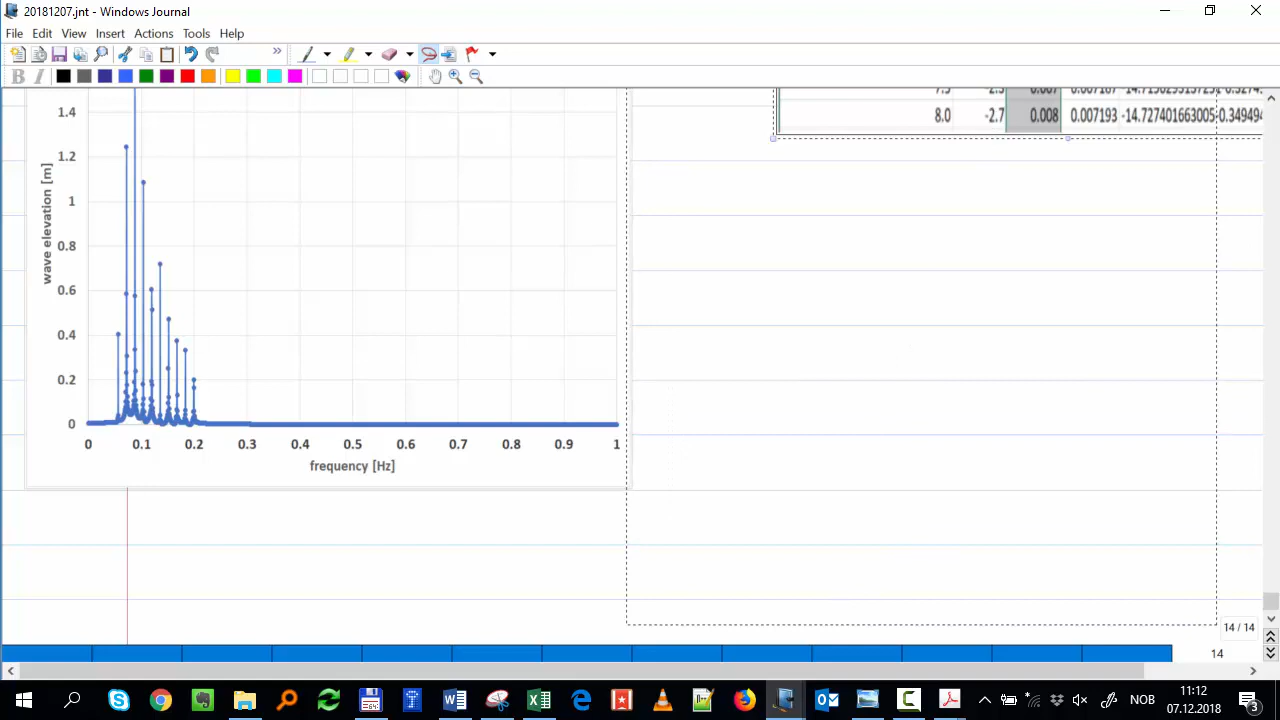 20181207.jnt - Windows Journal
File Edit View Insert Actions Tools Help
B I
1.4
1.2
1
0.8
0.6
0.4
0.2
0
wave elevation [m]
0 0.1 0.2 0.3 0.4 0.5 0.6 0.7 0.8 0.9 1
frequency [Hz]
8.0 -2.7 0.008 0.007193 -14.727401663005
14 / 14
14
NOB
11:12
07.12.2018
3